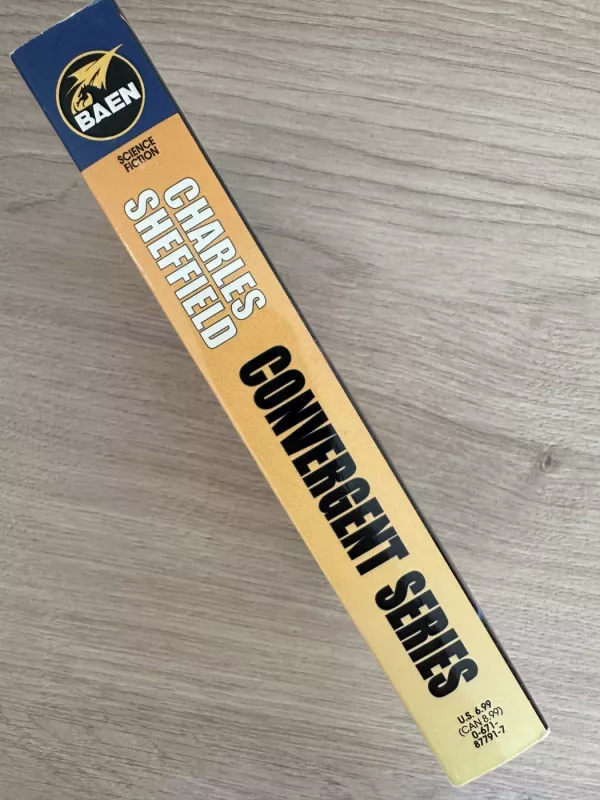 BAEN
SCIENCE
FICTION
CHARLES
SHEFFIELD
CONVERGENT SERIES
U.S. 6.99
(CAN 8.99)
0-671-
87791-7